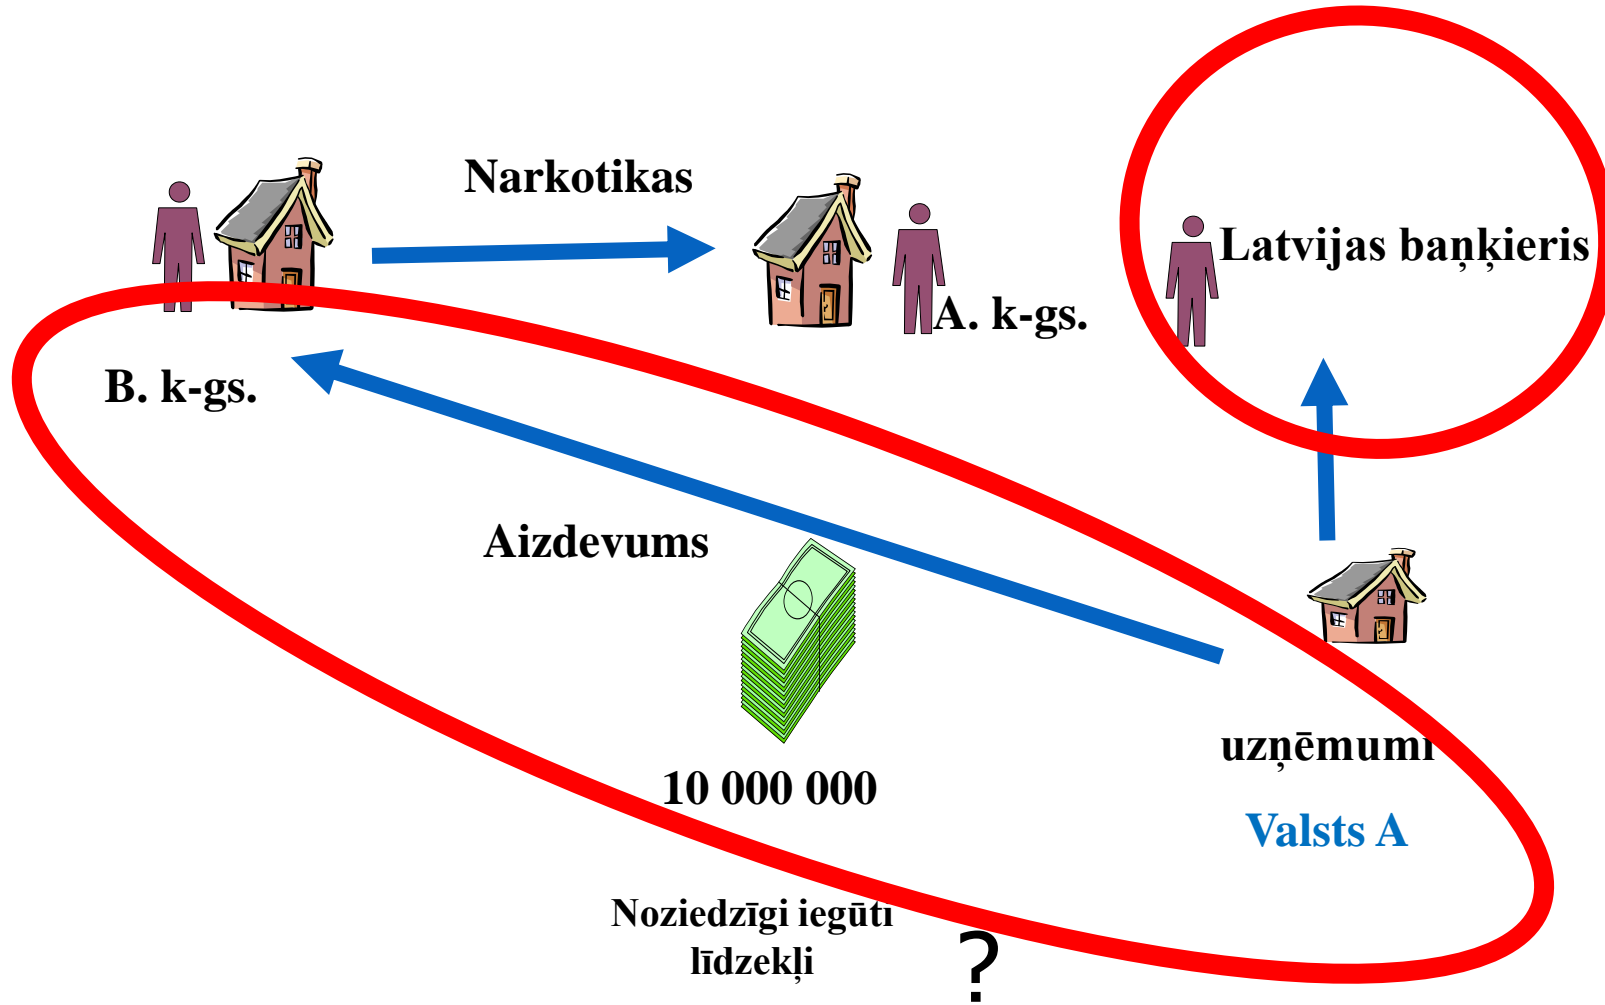 Narkotikas
Latvijas baņķieris
A. k-gs.
B. k-gs.
Aizdevums
uzņēmumi
10 000 000
Valsts A
Noziedzīgi iegūti
līdzekļi
?